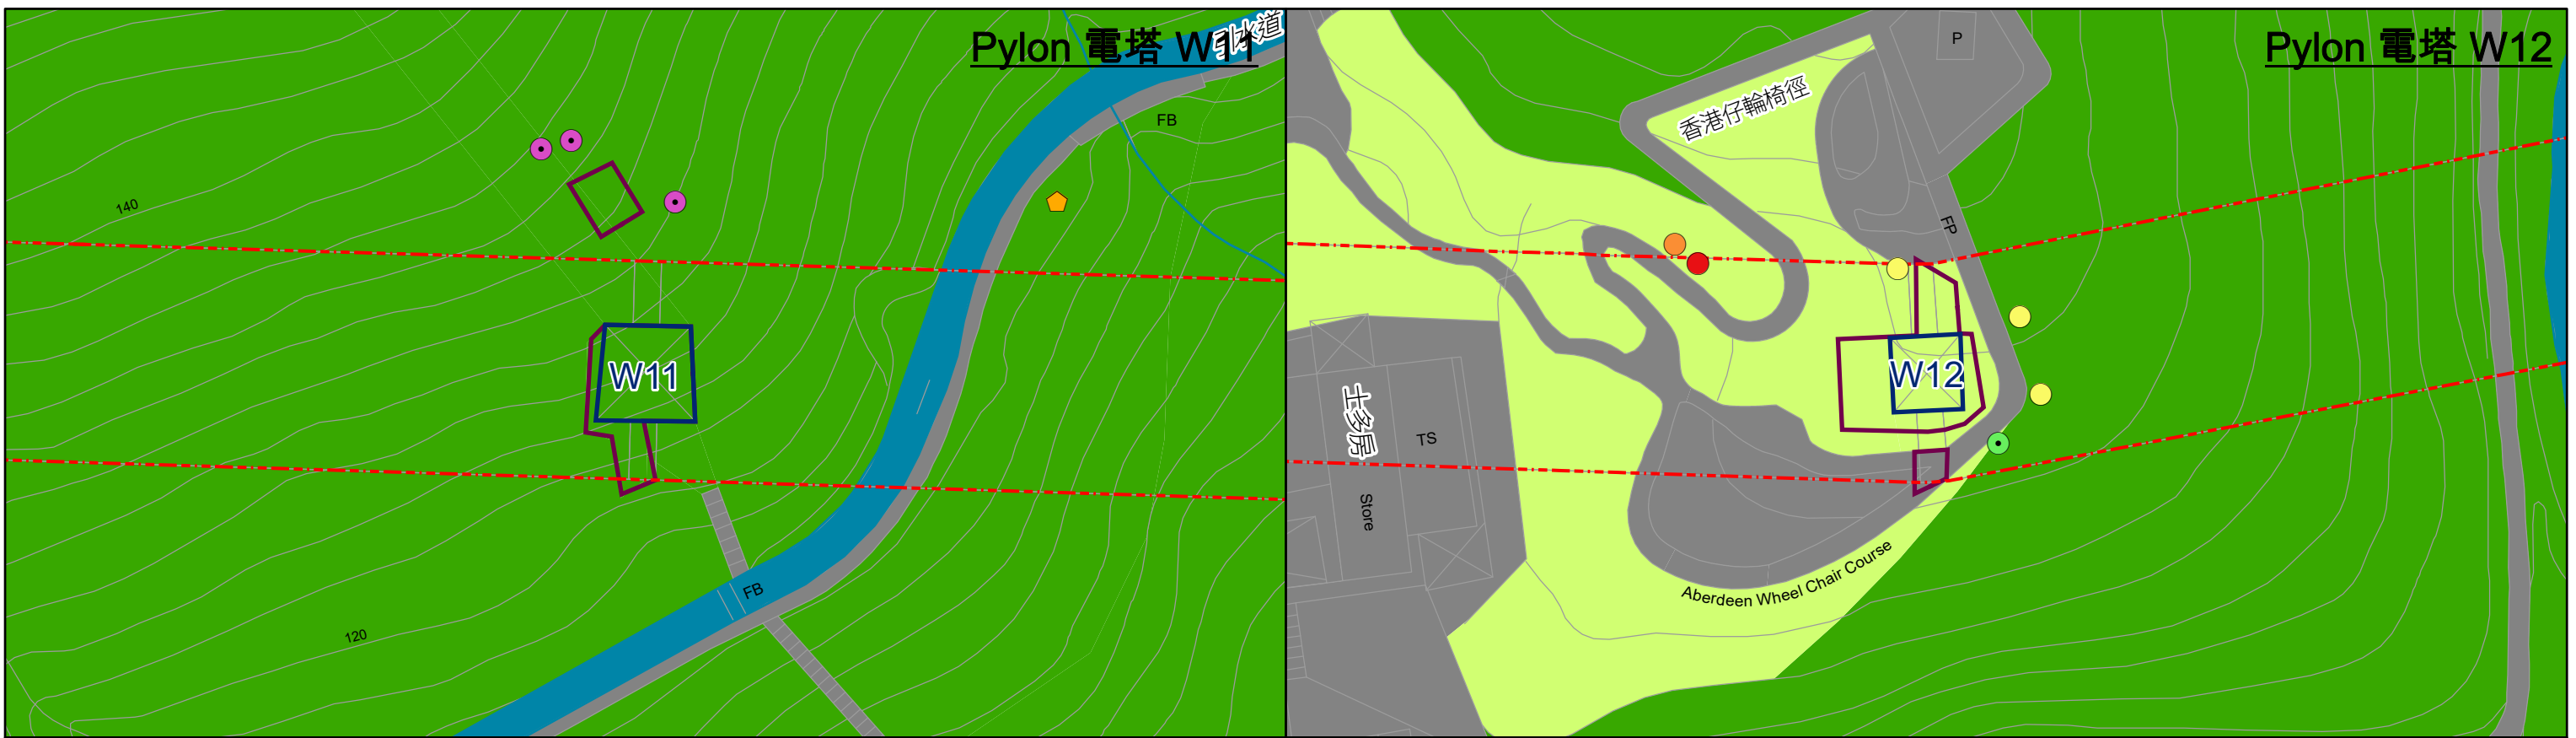 Pylon 電塔 W11
引水道
FB
140
W11
FB
120
Pylon 電塔 W12
P
香港仔輪椅徑
FP
W12
士多房
TS
Store
Aberdeen Wheel Chair Course